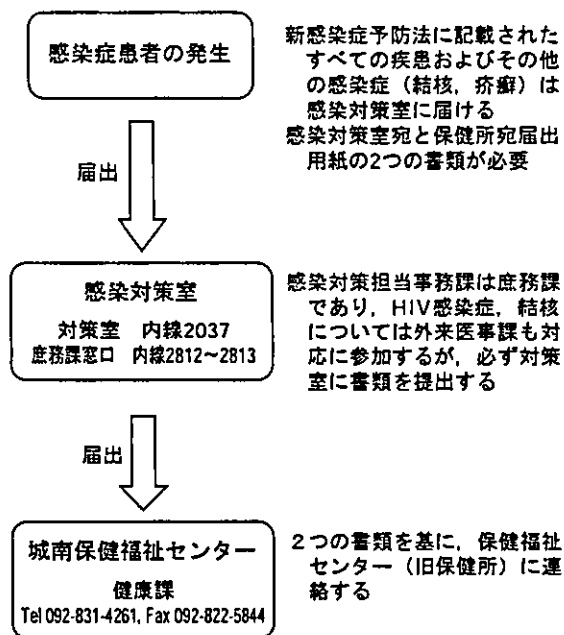 感染症患者の発生
新感染症予防法に記載された
すべての疾患およびその他
の感染症（結核，疥癬）は
感染対策室に届ける
感染対策室宛と保健所宛届出
用紙の2つの書類が必要
届出
感染対策室
対策室　内線2037
庶務課窓口　内線2812～2813
感染対策担当事務課は庶務課
であり，HIV感染症，結核
については外来医事課も対
応に参加するが，必ず対策
室に書類を提出する
届出
城南保健福祉センター
健康課
Tel 092-831-4261, Fax 092-822-5844
2つの書類を基に，保健福祉
センター（旧保健所）に連
絡する